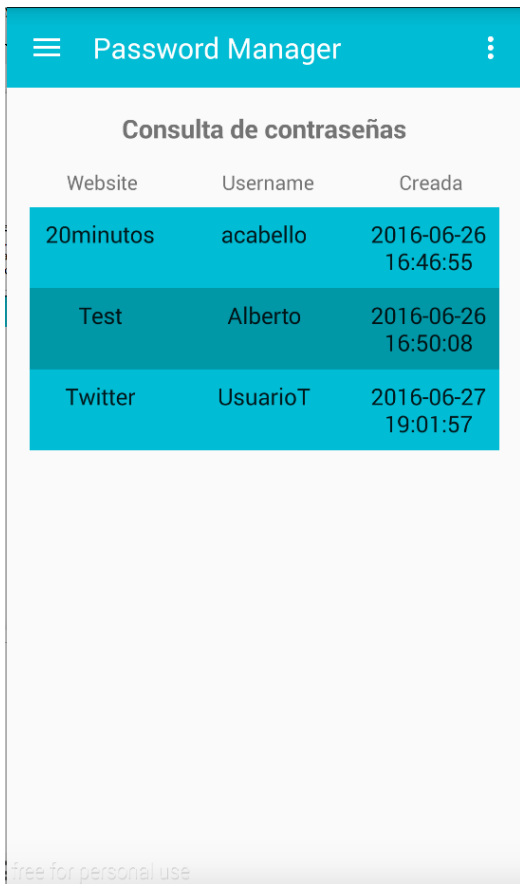 Password Manager
Consulta de contraseñas
Website Username Creada
20minutos acabello 2016-06-26
16:46:55
Test Alberto 2016-06-26
16:50:08
Twitter UsuarioT 2016-06-27
19:01:57
free for personal use